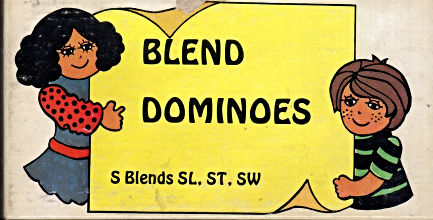 BLEND
DOMINOES
S Blends SL, ST, SW